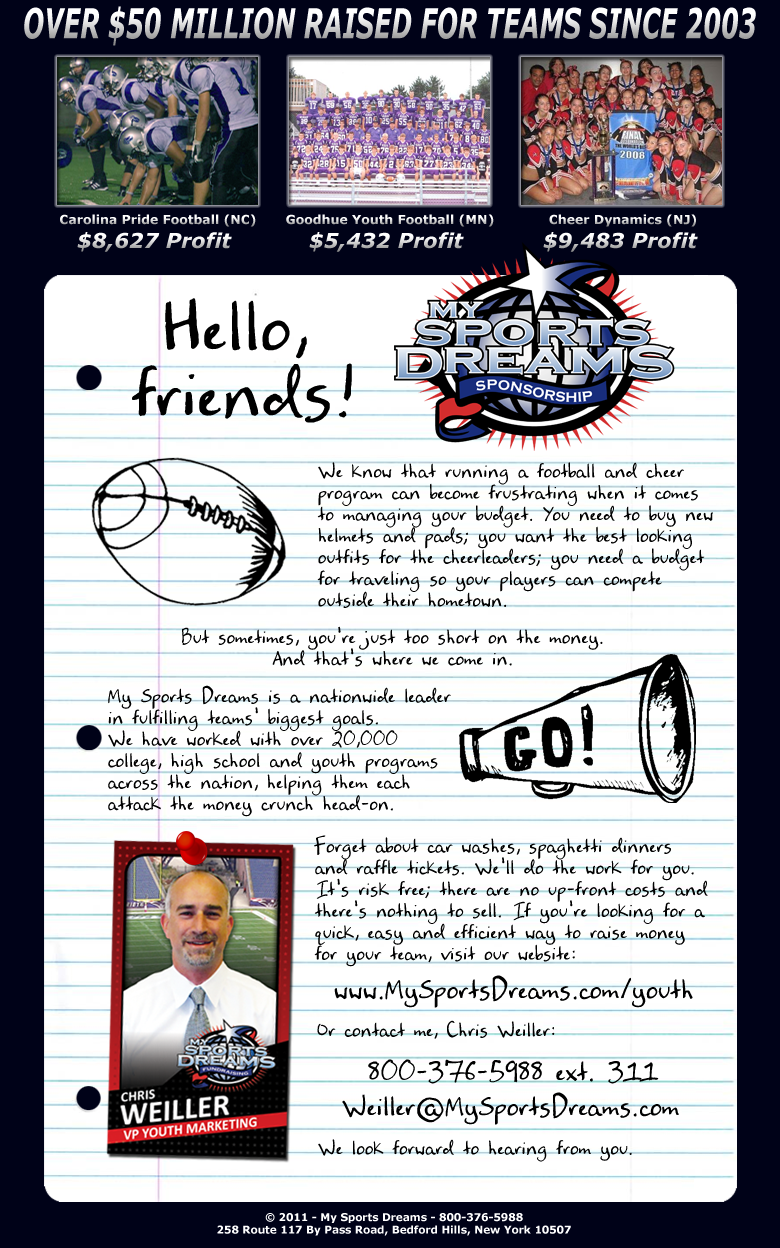 OVER $50 MILLION RAISED FOR TEAMS SINCE 2003
FINAL
THE WORLD'S
2008
Carolina Pride Football (NC)
$8,627 Profit
Goodhue Youth Football (MN)
$5,432 Profit
Cheer Dynamics (NJ)
$9,483 Profit
Hello,
friends!
MY
SPORTS
DREAMS
SPONSORSHIP
We know that running a football and cheer
program can become frustrating when it comes
to managing your budget. You need to buy new
helmets and pads; you want the best looking
outfits for the cheerleaders; you need a budget
for traveling so your players can compete
outside their hometown.
But sometimes, you're just too short on the money.
And that's where we come in.
My Sports Dreams is a nationwide leader
in fulfilling teams' biggest goals.
We have worked with over 20,000
college, high school and youth programs
across the nation, helping them each
attack the money crunch head-on.
GO!
Forget about car washes, spaghetti dinners
and raffle tickets. We'll do the work for you.
It's risk free; there are no up-front costs and
there's nothing to sell. If you're looking for a
quick, easy and efficient way to raise money
for your team, visit our website:
www.MySportsDreams.com/youth
Or contact me, Chris Weiller:
800-376-5988 ext. 311
Weiller@MySportsDreams.com
We look forward to hearing from you.
MY
SPORTS
DREAMS
FUNDRAISING
CHRIS
WEILLER
VP YOUTH MARKETING
© 2011 - My Sports Dreams - 800-376-5988
258 Route 117 By Pass Road, Bedford Hills, New York 10507